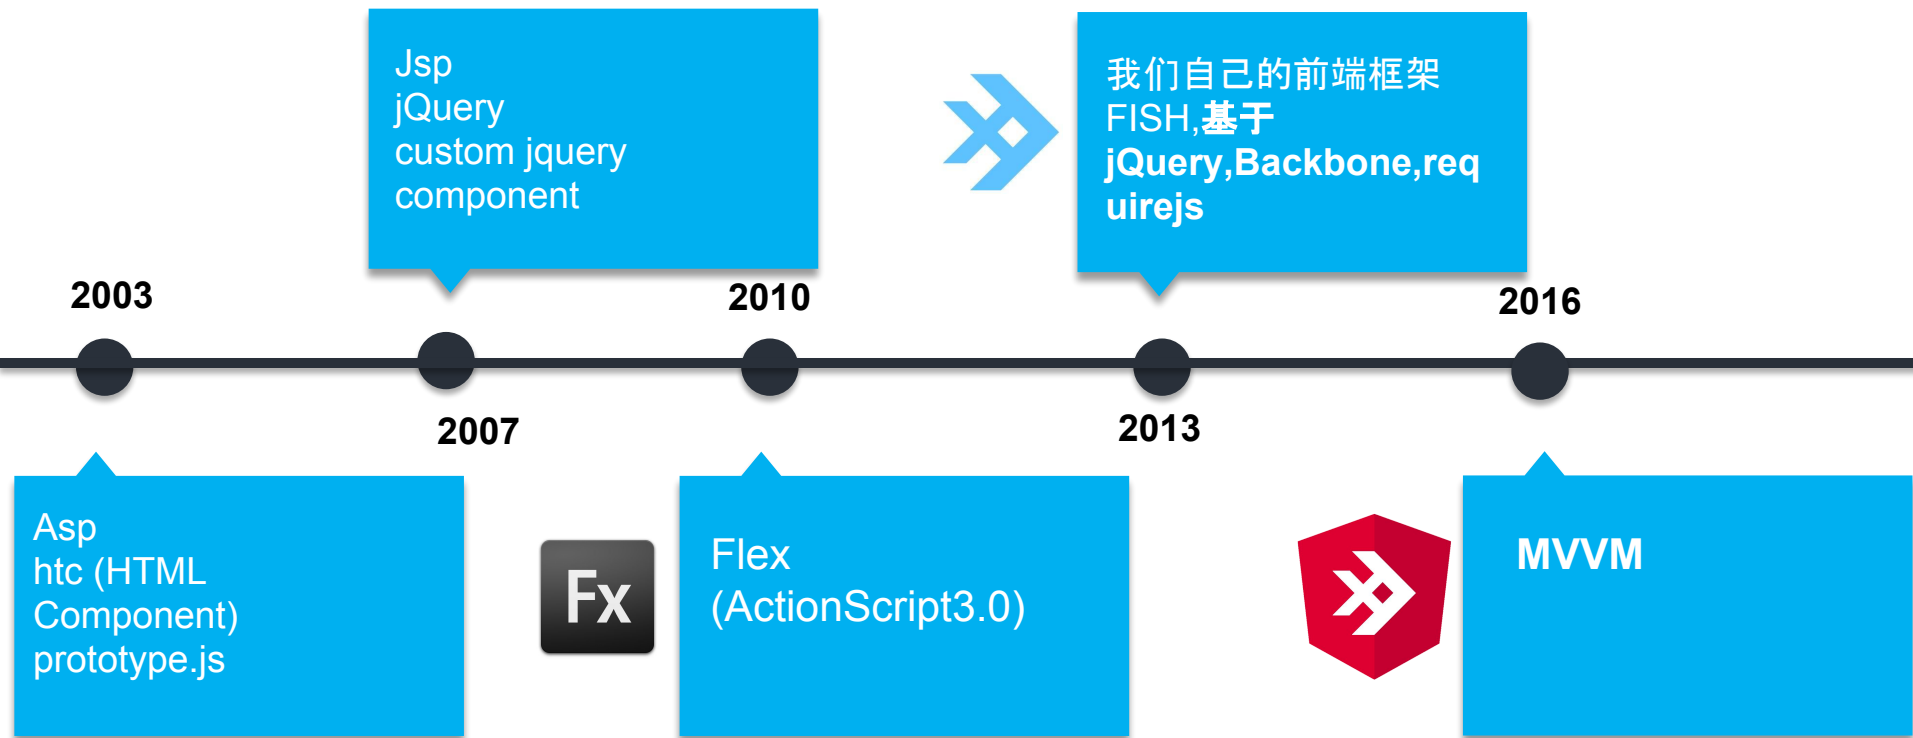 Jsp
jQuery
custom jquery
component
我们自己的前端框架
FISH,基于
jQuery,Backbone,req
uirejs
2003
2010
2016
2007
2013
Asp
htc (HTML
Component)
prototype.js
Fx
Flex
(ActionScript3.0)
MVVM